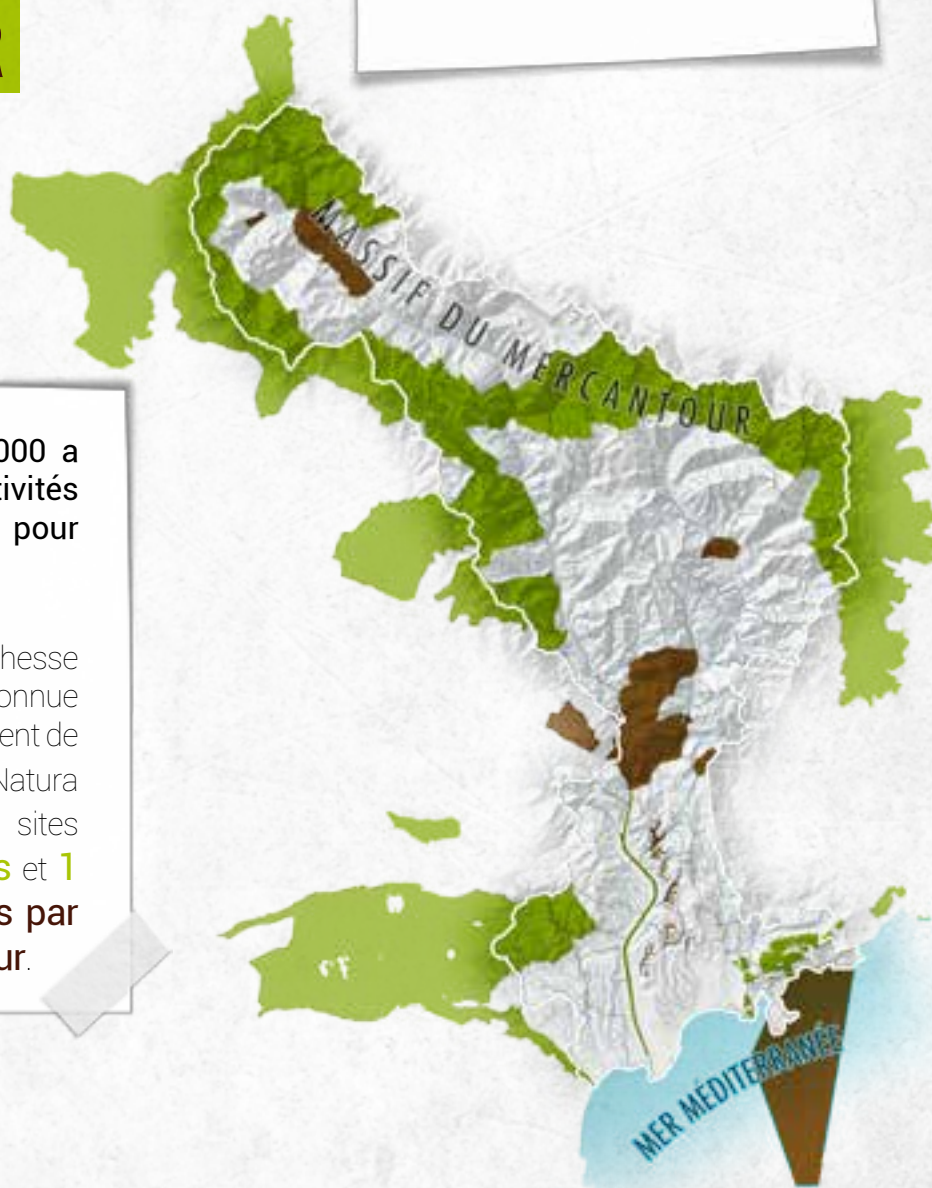 R
MASSIF DU MERCANTOUR
000 a
tivités
pour
hesse
onnue
ent de
Natura
sites
s et 1
s par
ur.
MER MÉDITERRANÉE